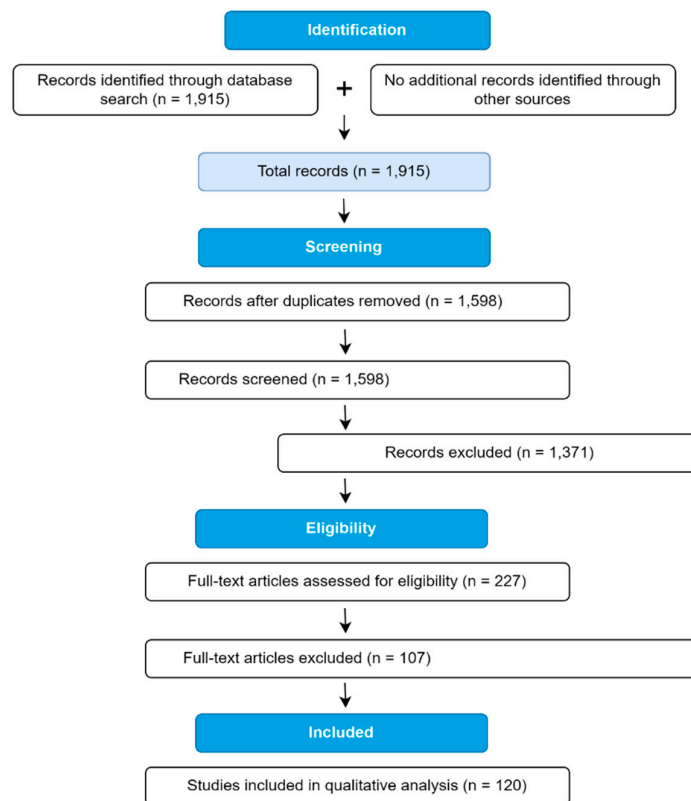 Identification
Records identified through database
search (n = 1,915)
+
No additional records identified through
other sources
Total records (n = 1,915)
Screening
Records after duplicates removed (n = 1,598)
Records screened (n = 1,598)
Records excluded (n = 1,371)
Eligibility
Full-text articles assessed for eligibility (n = 227)
Full-text articles excluded (n = 107)
Included
Studies included in qualitative analysis (n = 120)